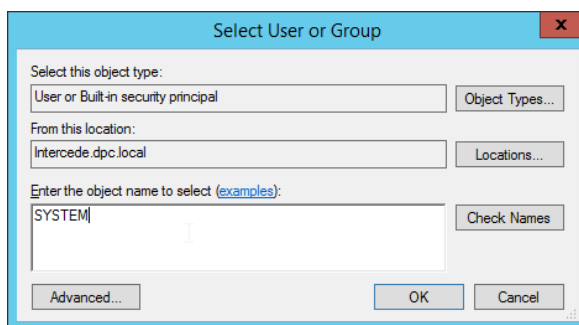 Select User or Group
x
Select this object type:
User or Built-in security principal
Object Types...
From this location:
Intercede.dpc.local
Locations...
Enter the object name to select (examples):
SYSTEM
Check Names
Advanced...
OK
Cancel